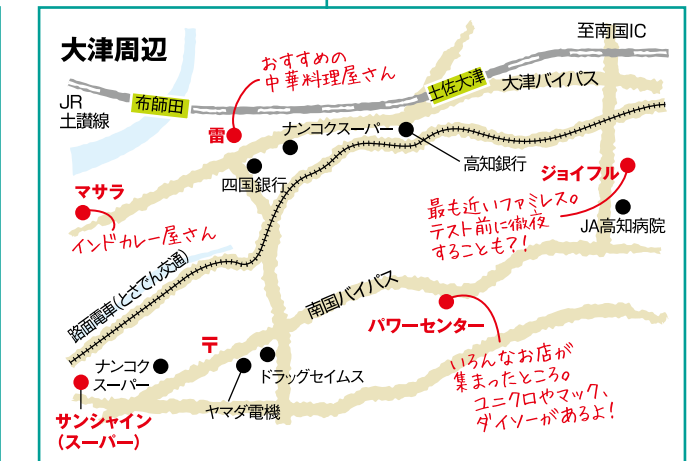 大津周辺
至南国IC
おすすめの
中華料理屋さん
土佐大津
大津バイパス
JR
土讃線
布師田
雷
ナンコクスーパー
高知銀行
四国銀行
ジョイフル
マサラ
最も近いファミレス。
テスト前に徹夜
することも?!
JA高知病院
インドカレー屋さん
路面電車(とさでん交通)
南国バイパス
パワーセンター
〒
いろんなお店が
集まったところ。
ユニクロやマック、
ダイソーがあるよ!
ナンコク
スーパー
ドラッグセイムス
ヤマダ電機
サンシャイン
(スーパー)